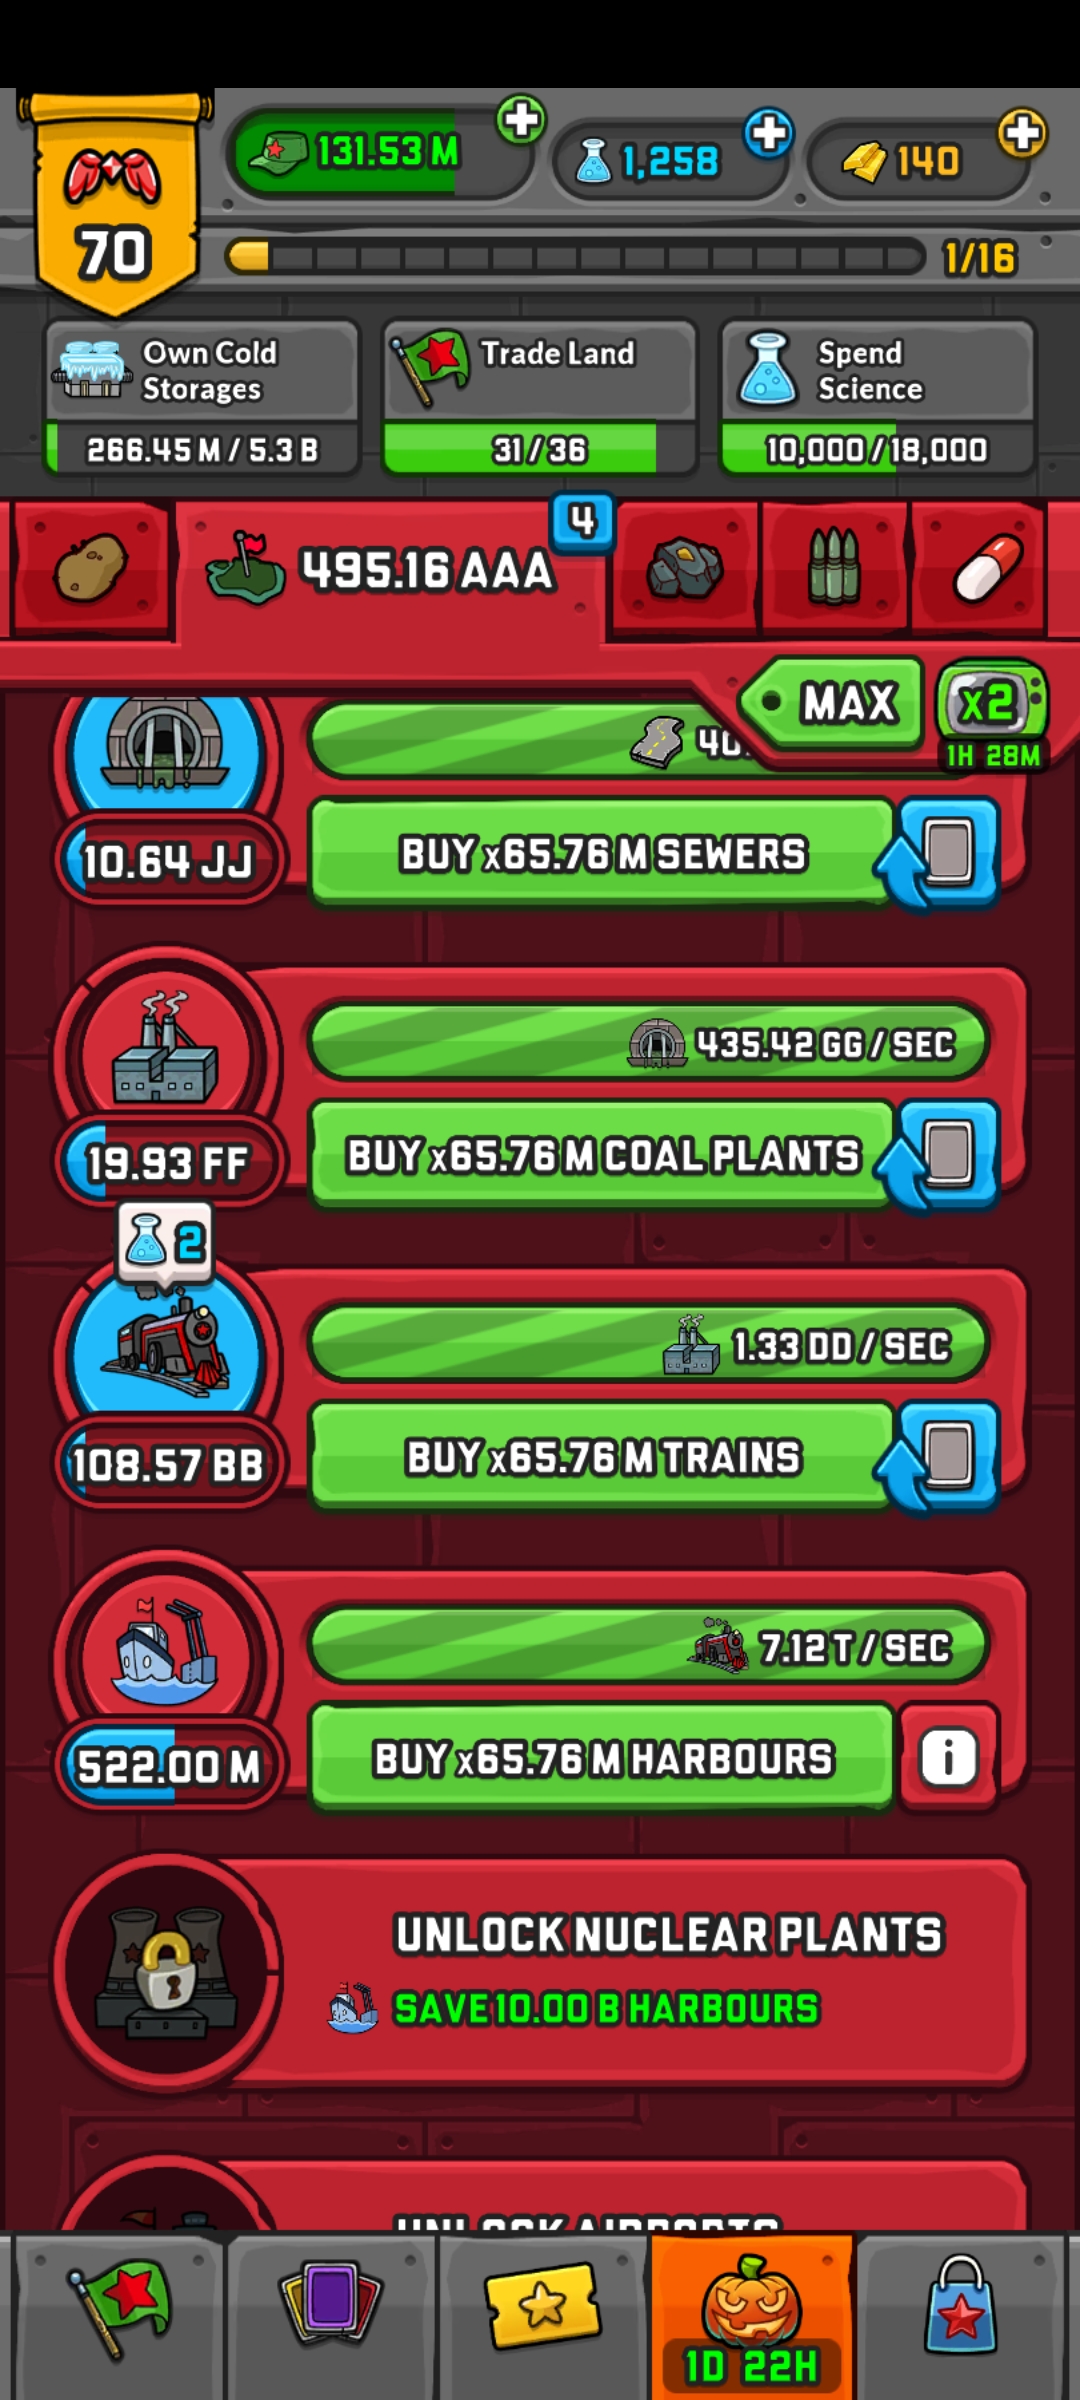 70
131.53 M
1,258
140
1/16
Own Cold
Storages
266.45 M / 5.3 B
Trade Land
31 / 36
Spend
Science
10,000 / 18,000
495.16 AAA
4
MAX
x2
1H 28M
10.64 JJ
BUY x65.76 M SEWERS
435.42 GG / SEC
19.93 FF
BUY x65.76 M COAL PLANTS
2
1.33 DD / SEC
108.57 BB
BUY x65.76 M TRAINS
7.12 T / SEC
522.00 M
BUY x65.76 M HARBOURS
i
UNLOCK NUCLEAR PLANTS
SAVE 10.00 B HARBOURS
UNLOCK AIRPORTS
1D 22H